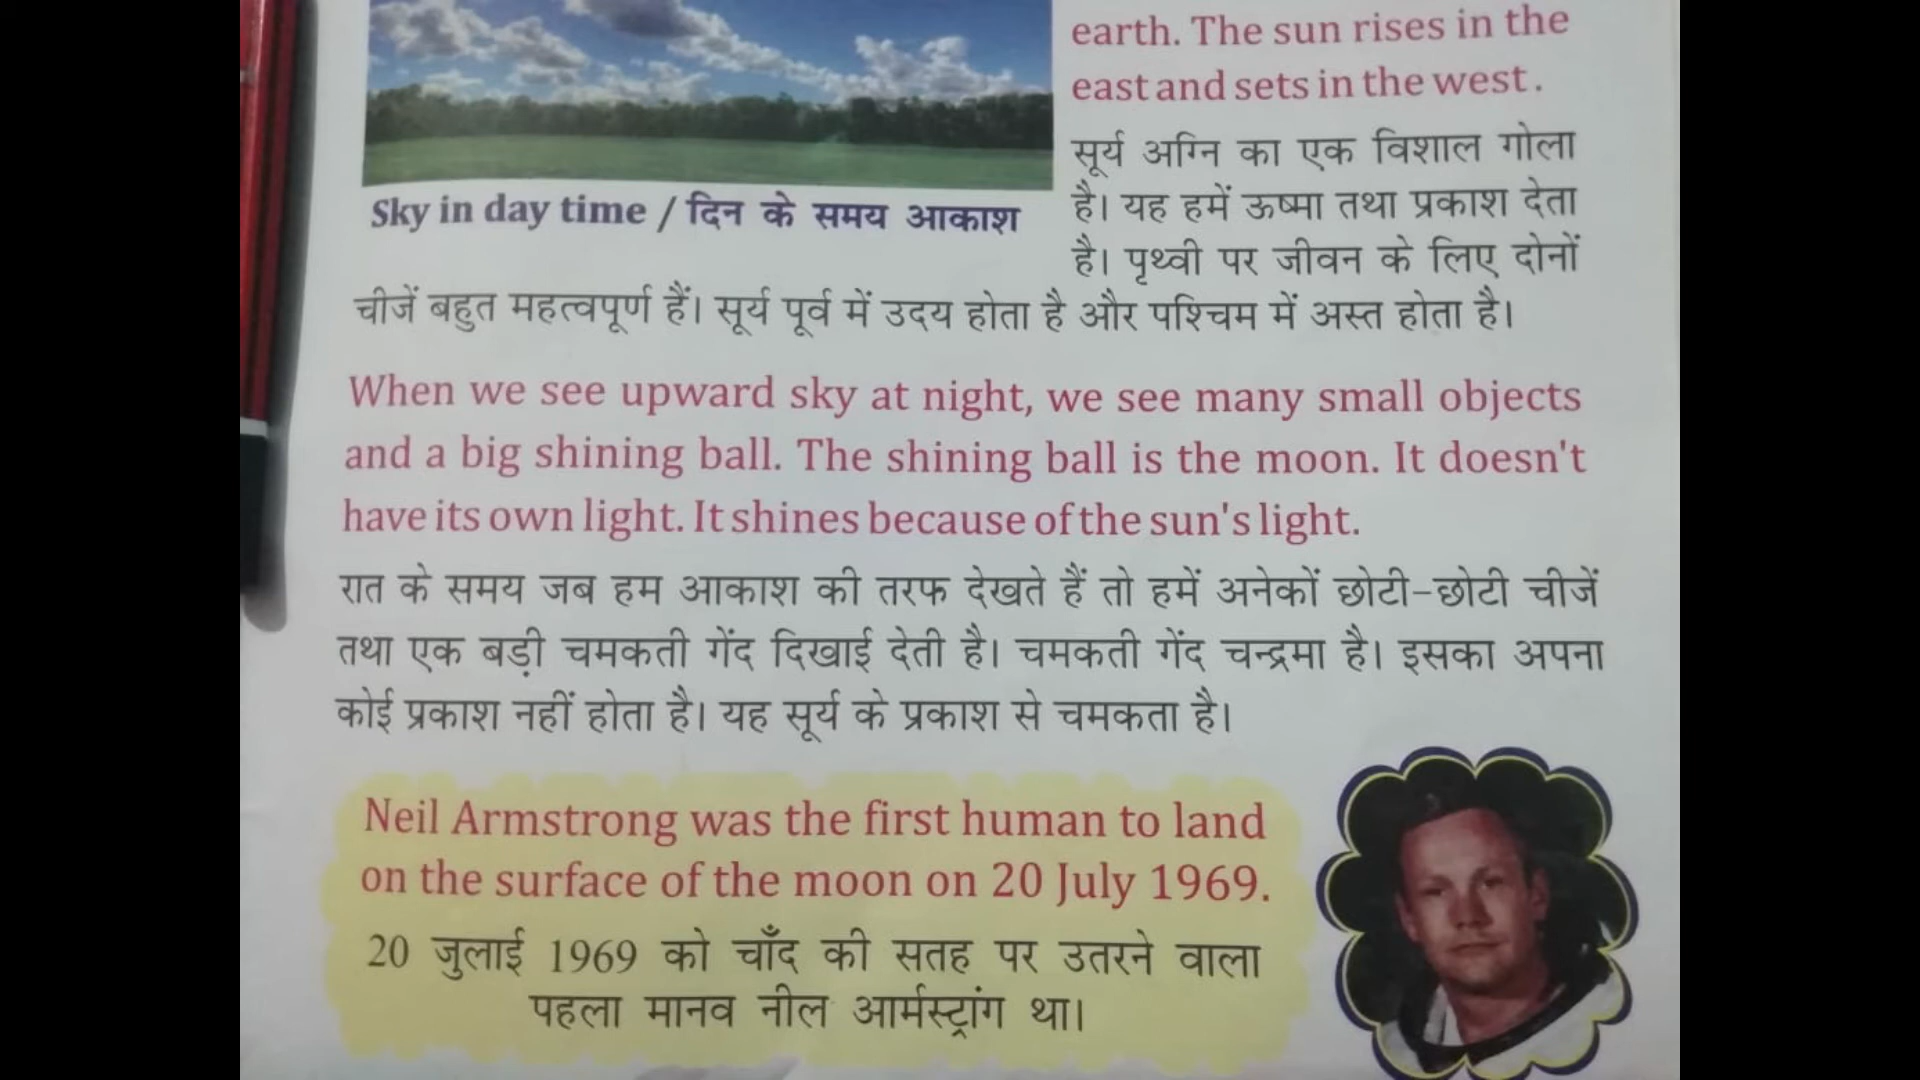 earth. The sun rises in the
east and sets in the west.
सूर्य अग्नि का एक विशाल गोला
है। यह हमें ऊष्मा तथा प्रकाश देता
है। पृथ्वी पर जीवन के लिए दोनों
Sky in day time / दिन के समय आकाश
चीजें बहुत महत्वपूर्ण हैं। सूर्य पूर्व में उदय होता है और पश्चिम में अस्त होता है।
When we see upward sky at night, we see many small objects
and a big shining ball. The shining ball is the moon. It doesn't
have its own light. It shines because of the sun's light.
रात के समय जब हम आकाश की तरफ देखते हैं तो हमें अनेकों छोटी-छोटी चीजें
तथा एक बड़ी चमकती गेंद दिखाई देती है। चमकती गेंद चन्द्रमा है। इसका अपना
कोई प्रकाश नहीं होता है। यह सूर्य के प्रकाश से चमकता है।
Neil Armstrong was the first human to land
on the surface of the moon on 20 July 1969.
20 जुलाई 1969 को चाँद की सतह पर उतरने वाला
पहला मानव नील आर्मस्ट्रांग था।